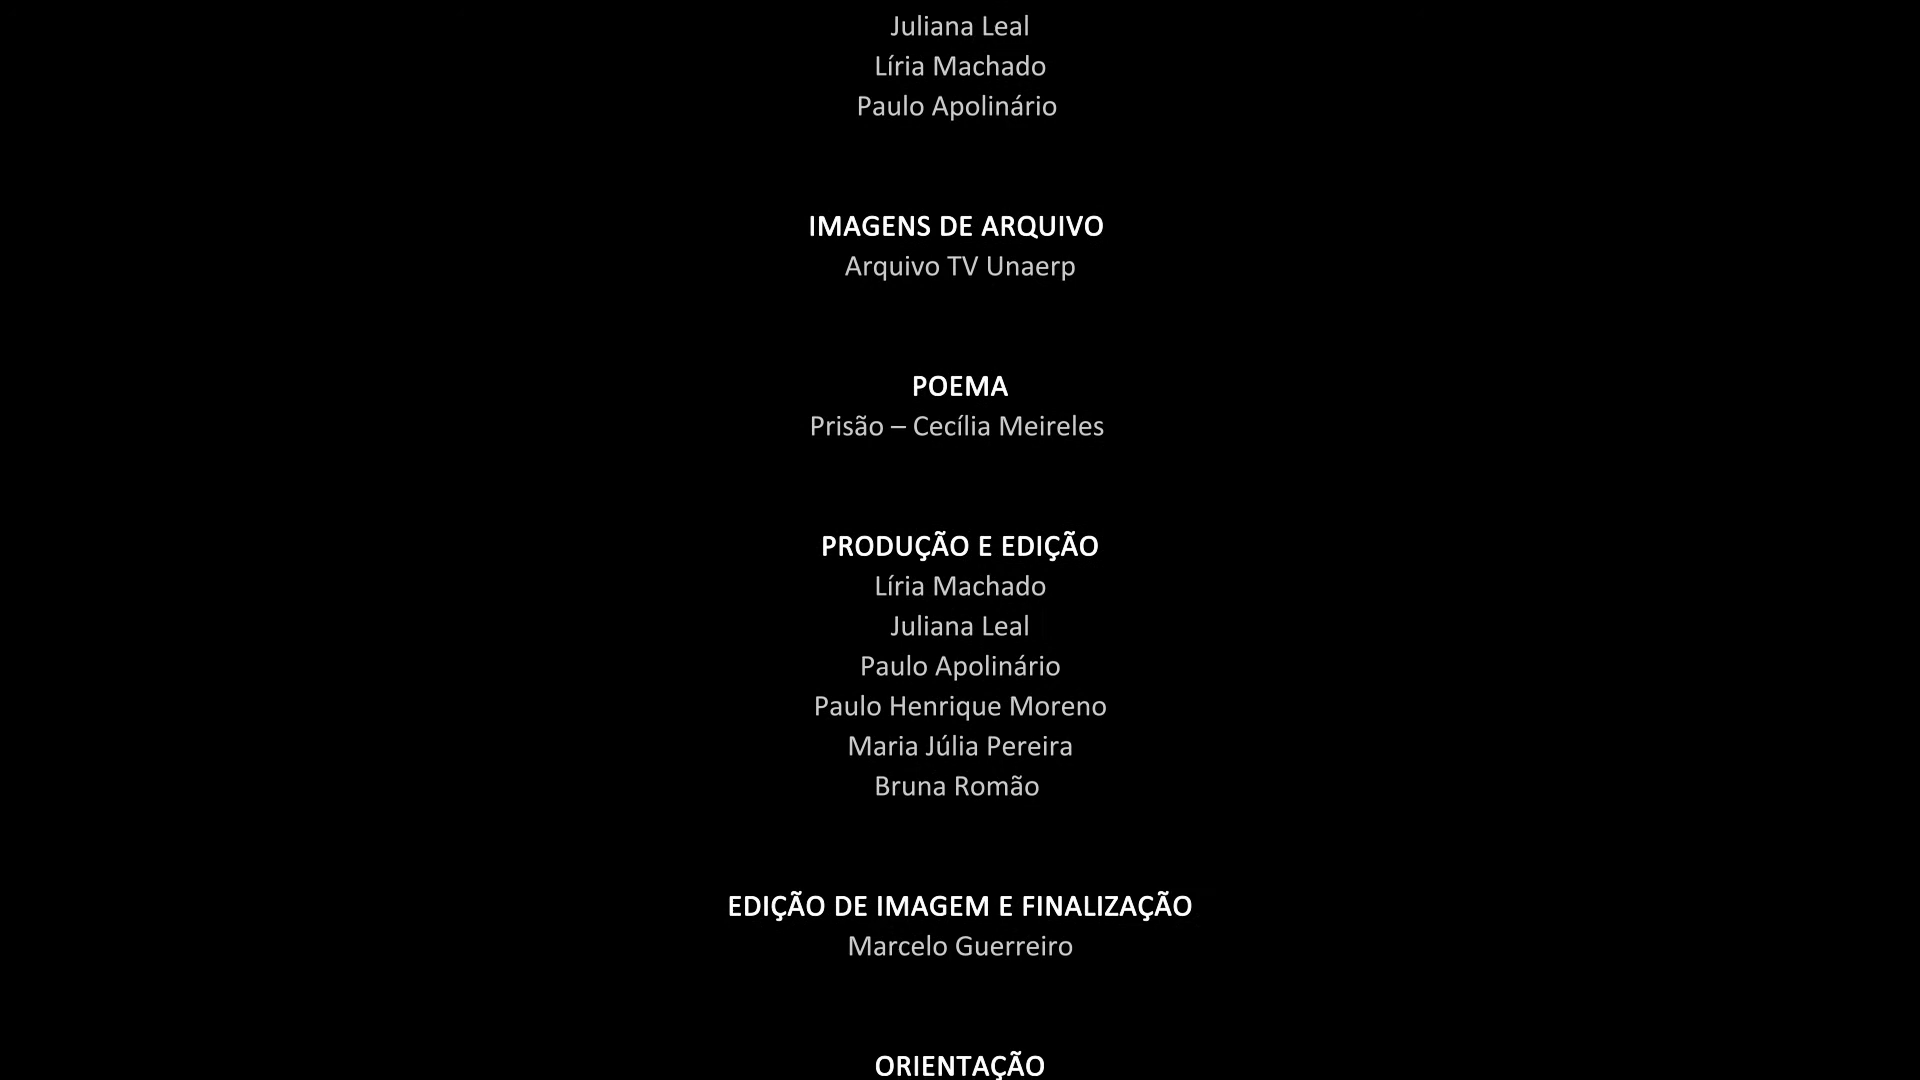 Juliana Leal
Líria Machado
Paulo Apolinário
IMAGENS DE ARQUIVO
Arquivo TV Unaerp
POEMA
Prisão – Cecília Meireles
PRODUÇÃO E EDIÇÃO
Líria Machado
Juliana Leal
Paulo Apolinário
Paulo Henrique Moreno
Maria Júlia Pereira
Bruna Romão
EDIÇÃO DE IMAGEM E FINALIZAÇÃO
Marcelo Guerreiro
ORIENTAÇÃO